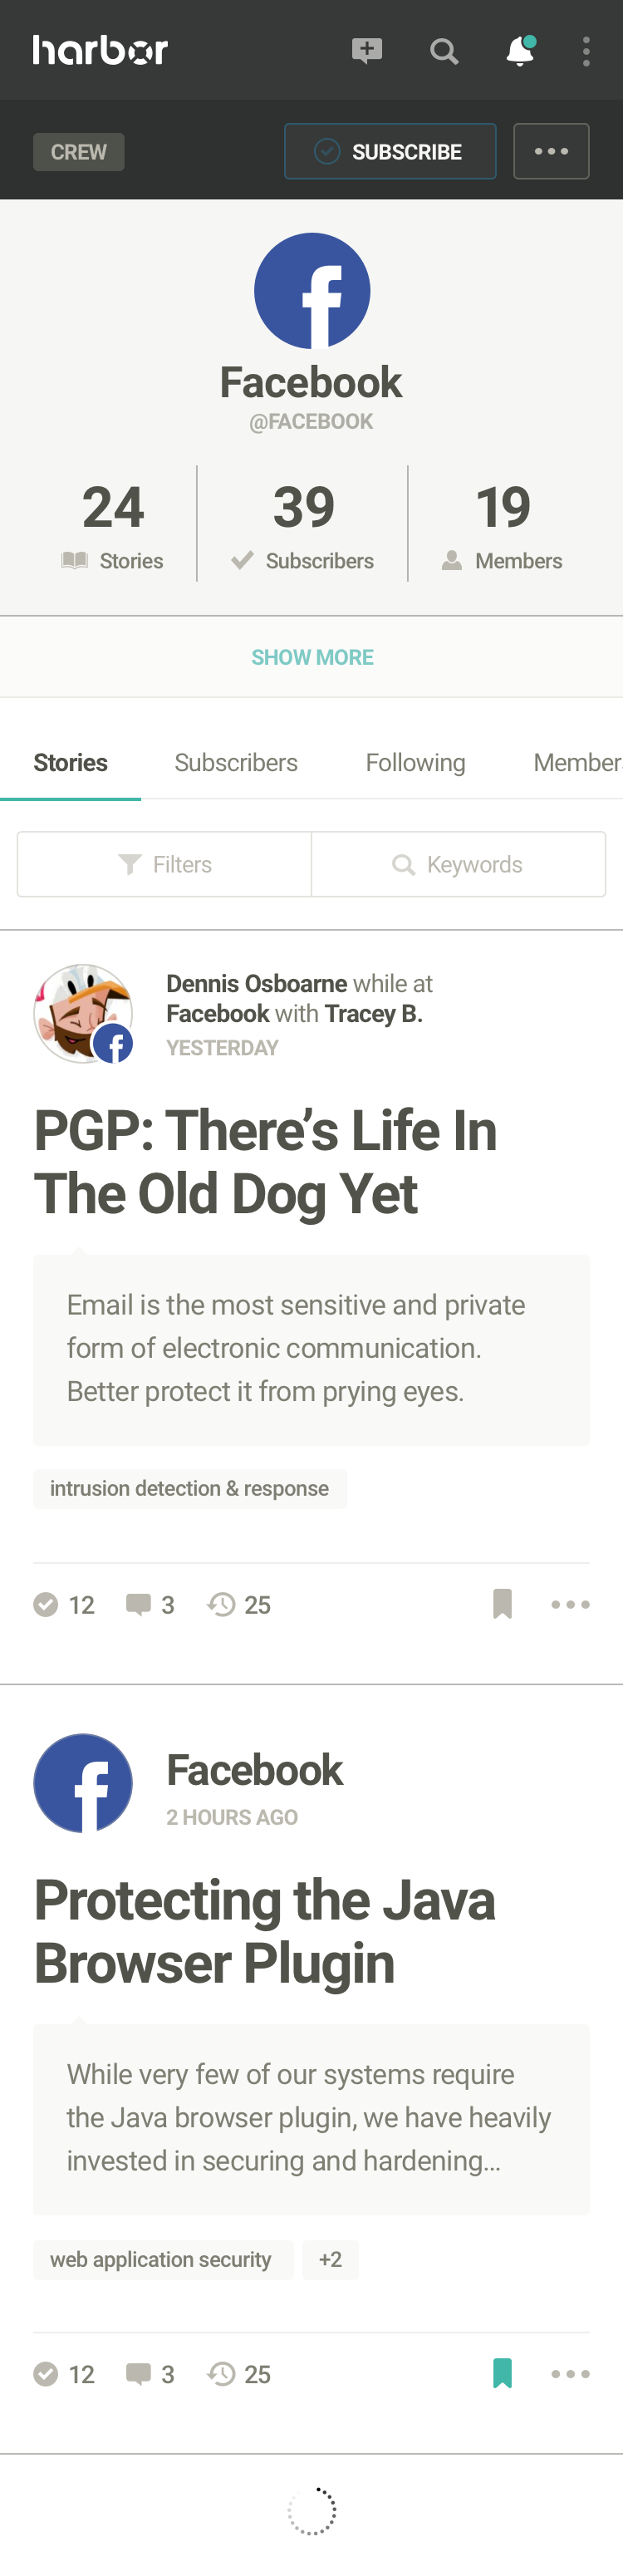 harbor
CREW
SUBSCRIBE
Facebook
@FACEBOOK
24
39
19
Stories
Subscribers
Members
SHOW MORE
Stories Subscribers Following Member
Filters
Keywords
Dennis Osboarne while at
Facebook with Tracey B.
YESTERDAY
PGP: There’s Life In
The Old Dog Yet
Email is the most sensitive and private
form of electronic communication.
Better protect it from prying eyes.
intrusion detection & response
12 3 25
Facebook
2 HOURS AGO
Protecting the Java
Browser Plugin
While very few of our systems require
the Java browser plugin, we have heavily
invested in securing and hardening...
web application security +2
12 3 25